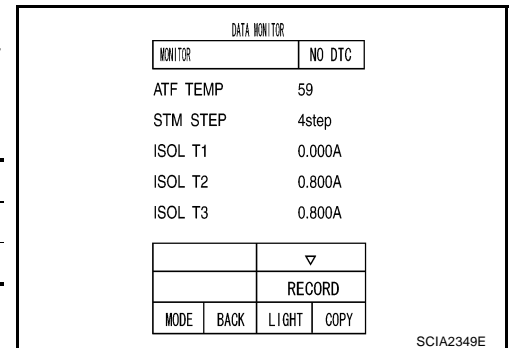 DATA MONITOR
MONITOR NO DTC
ATF TEMP 59
STM STEP 4step
ISOL T1 0.000A
ISOL T2 0.800A
ISOL T3 0.800A
▽
RECORD
MODE BACK LIGHT COPY
SCIA2349E